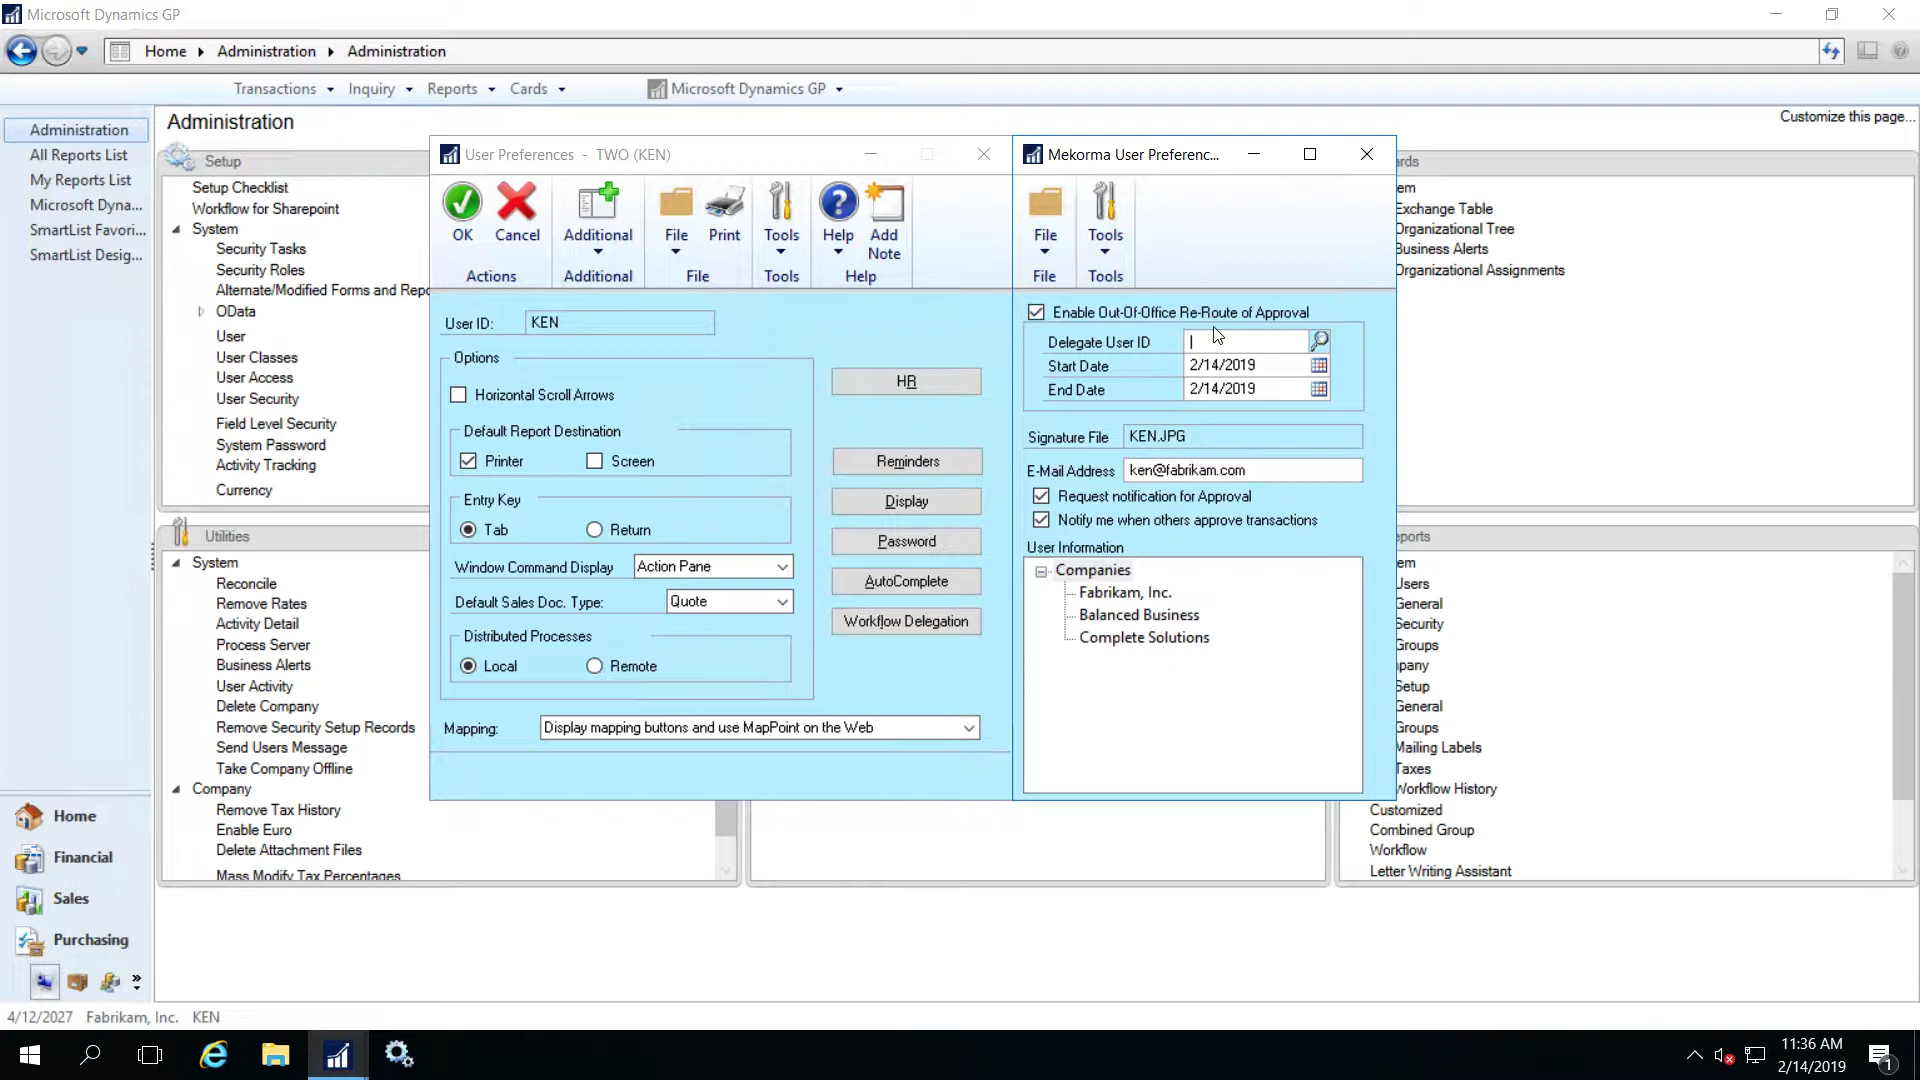 Microsoft Dynamics GP
Home Administration Administration
Transactions Inquiry Reports Cards Microsoft Dynamics GP
Administration
All Reports List
My Reports List
Microsoft Dyna...
SmartList Favori...
SmartList Desig...
Administration
Customize this page...
Setup
Setup Checklist
Workflow for Sharepoint
System
Security Tasks
Security Roles
Alternate/Modified Forms and Repo
OData
User
User Classes
User Access
User Security
Field Level Security
System Password
Activity Tracking
Currency
Utilities
System
Reconcile
Remove Rates
Activity Detail
Process Server
Business Alerts
User Activity
Delete Company
Remove Security Setup Records
Send Users Message
Take Company Offline
Company
Remove Tax History
Enable Euro
Delete Attachment Files
Mass Modify Tax Percentages
User Preferences - TWO (KEN)
OK Cancel Additional File Print Tools Help Add Note
Actions Additional File Tools Help
User ID: KEN
Options
Horizontal Scroll Arrows
Default Report Destination
Printer Screen
Entry Key
Tab Return
Window Command Display Action Pane
Default Sales Doc. Type: Quote
Distributed Processes
Local Remote
Mapping: Display mapping buttons and use MapPoint on the Web
HR
Reminders
Display
Password
AutoComplete
Workflow Delegation
Mekorma User Preferenc...
File Tools
File Tools
Enable Out-Of-Office Re-Route of Approval
Delegate User ID
Start Date 2/14/2019
End Date 2/14/2019
Signature File KEN.JPG
E-Mail Address ken@fabrikam.com
Request notification for Approval
Notify me when others approve transactions
User Information
Companies
Fabrikam, Inc.
Balanced Business
Complete Solutions
rds
em
Exchange Table
Organizational Tree
Business Alerts
Organizational Assignments
eports
em
Users
General
Security
Groups
pany
Setup
General
Groups
Mailing Labels
Taxes
Workflow History
Customized
Combined Group
Workflow
Letter Writing Assistant
Home
Financial
Sales
Purchasing
4/12/2027 Fabrikam, Inc. KEN
11:36 AM
2/14/2019
1